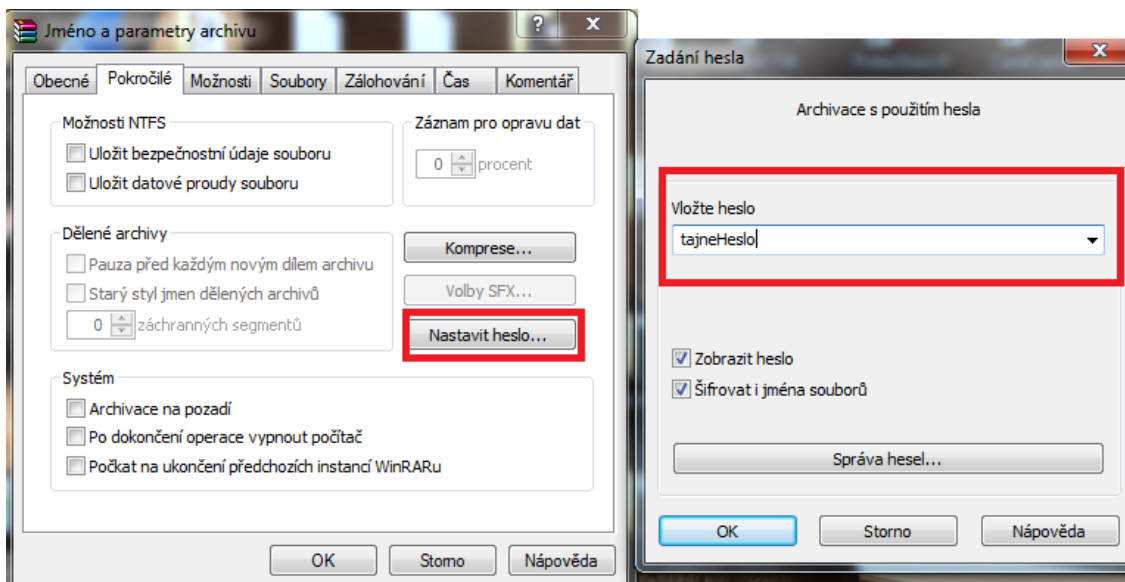 Jméno a parametry archivu
?
x
Obecné Pokročilé Možnosti Soubory Zálohování Čas Komentář
Možnosti NTFS
Uložit bezpečnostní údaje souboru
Uložit datové proudy souboru
Záznam pro opravu dat
0 procent
Dělené archivy
Pauza před každým novým dílem archivu
Starý styl jmen dělených archivů
0 záchranných segmentů
Komprese...
Volby SFX...
Nastavit heslo...
Systém
Archivace na pozadí
Po dokončení operace vypnout počítač
Počkat na ukončení předchozích instancí WinRARu
OK Storno Nápověda
Zadání hesla
x
Archivace s použitím hesla
Vložte heslo
tajneHeslo
Zobrazit heslo
Šifrovat i jména souborů
Správa hesel...
OK Storno Nápověda